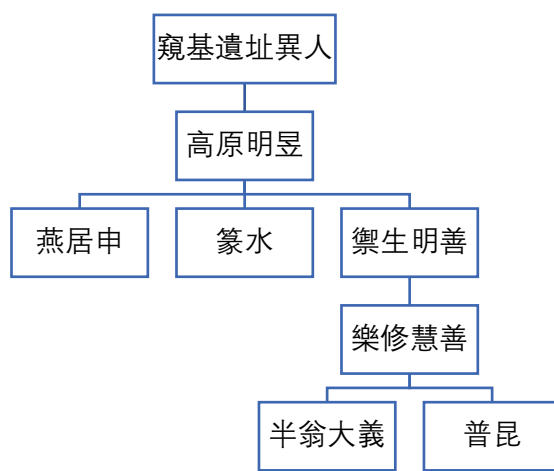 窺基遺址異人
高原明昱
燕居申
篆水
禦生明善
樂修慧善
半翁大義
普昆